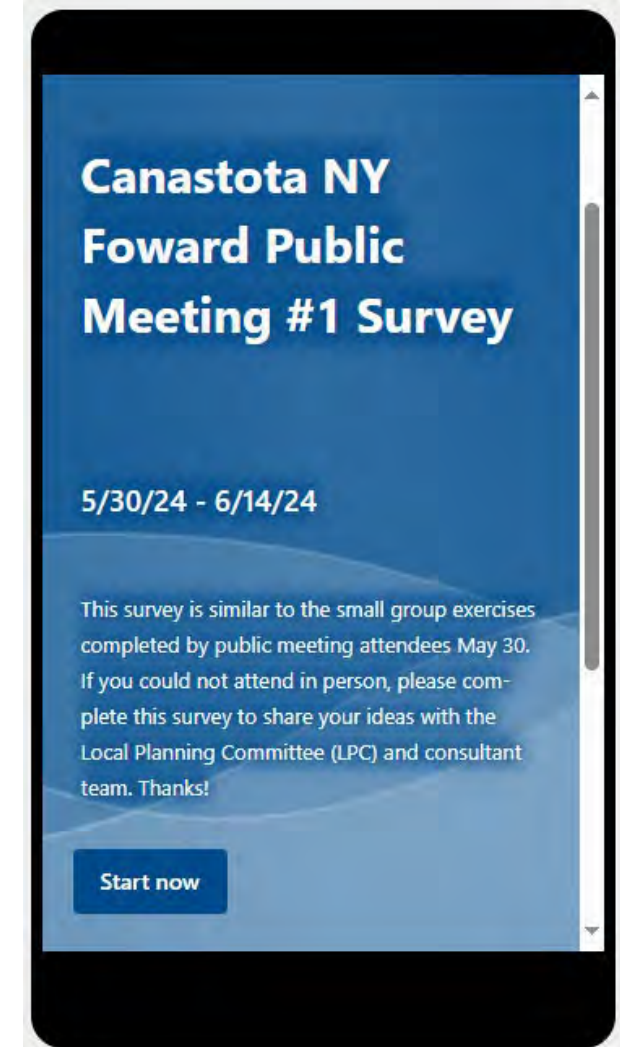 Canastota NY
Foward Public
Meeting #1 Survey
5/30/24 - 6/14/24
This survey is similar to the small group exercises
completed by public meeting attendees May 30.
If you could not attend in person, please com-
plete this survey to share your ideas with the
Local Planning Committee (LPC) and consultant
team. Thanks!
Start now